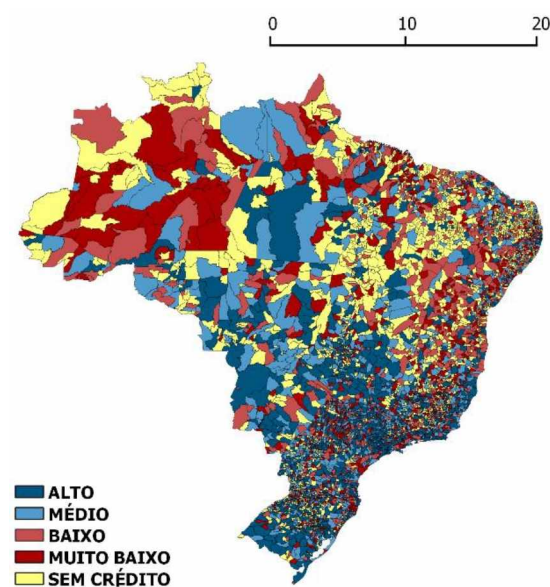 0 10 20
ALTO
MÉDIO
BAIXO
MUITO BAIXO
SEM CRÉDITO